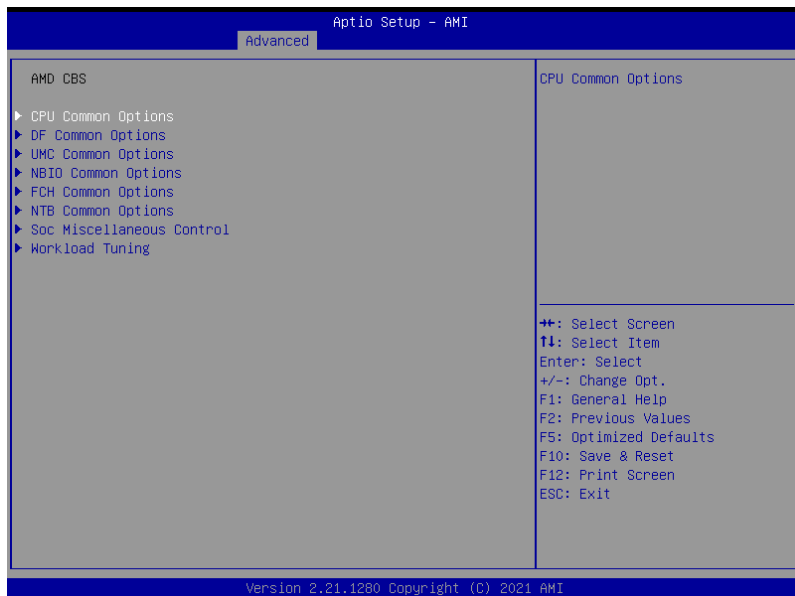 Aptio Setup – AMI
Advanced
AMD CBS
CPU Common Options
DF Common Options
UMC Common Options
NBIO Common Options
FCH Common Options
NTB Common Options
Soc Miscellaneous Control
Workload Tuning
CPU Common Options
→←: Select Screen
↑↓: Select Item
Enter: Select
+/-: Change Opt.
F1: General Help
F2: Previous Values
F5: Optimized Defaults
F10: Save & Reset
F12: Print Screen
ESC: Exit
Version 2.21.1280 Copyright (C) 2021 AMI